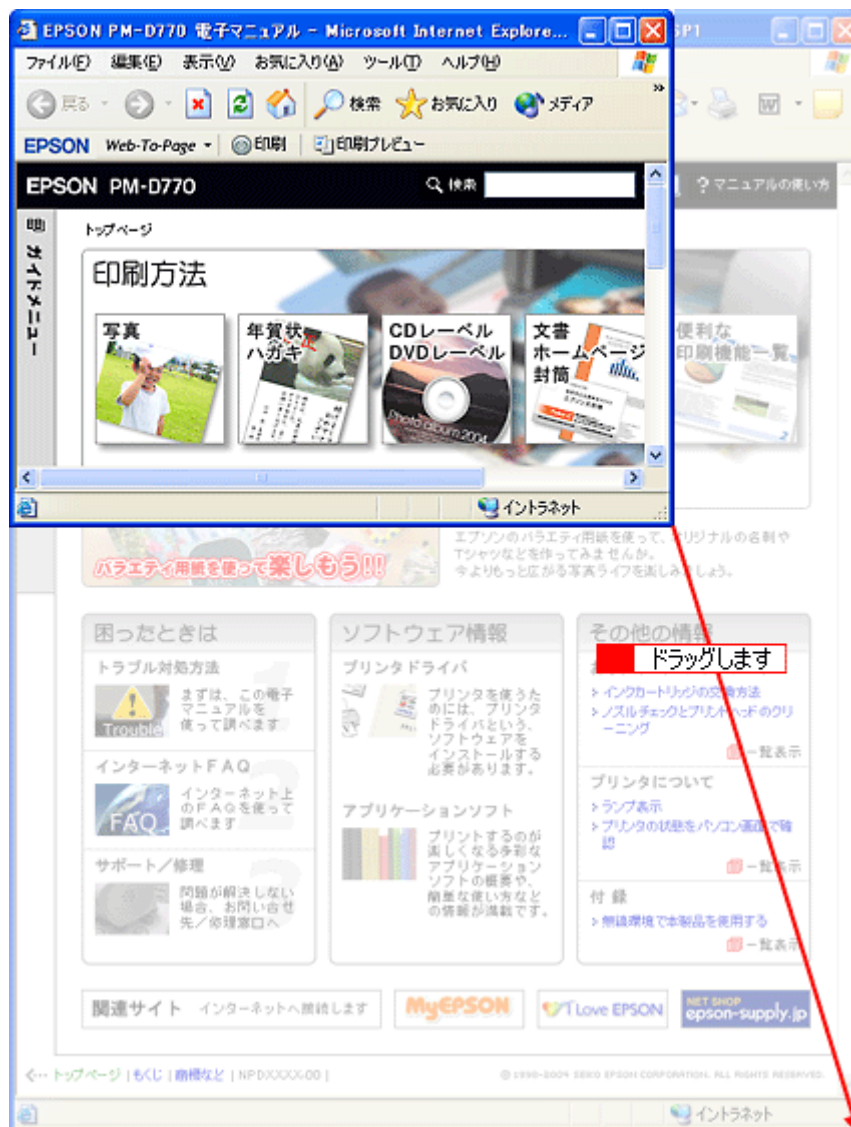 EPSON PM-D770 電子マニュアル - Microsoft Internet Explore...
SP1
ファイル(F) 編集(E) 表示(V) お気に入り(A) ツール(T) ヘルプ(H)
戻る 検索 お気に入り メディア
EPSON Web-To-Page 印刷 印刷プレビュー
EPSON PM-D770 検索 ? マニュアルの使い方
ガイドメニュー
トップページ
印刷方法
写真
年賀状
ハガキ
CDレーベル
DVDレーベル
文書
ホームページ
封筒
便利な
印刷機能一覧
Photo album 2004
イントラネット
バラエティ用紙を使って楽しもう!!
エプソンのバラエティ用紙を使って、オリジナルの名刺や
Tシャツなどを作ってみませんか。
今よりもっと広がる写真ライフを楽しみましょう。
困ったときは
トラブル対処方法
Trouble
まずは、この電子
マニュアルを
使って調べます
インターネットFAQ
FAQ
インターネット上
のFAQを使って
調べます
サポート/修理
問題が解決しない
場合、お問い合せ
先/修理窓口へ
ソフトウェア情報
プリンタドライバ
プリンタを使うた
めには、プリンタ
ドライバという、
ソフトウェアを
インストールする
必要があります。
アプリケーションソフト
プリントするのが
楽しくなる多彩な
アプリケーション
ソフトの概要や、
簡単な使い方など
の情報が満載です。
その他の情報
ドラッグします
インクカートリッジの交換方法
ノズルチェックとプリントヘッドのクリ
ーニング
一覧表示
プリンタについて
ランプ表示
プリンタの状態をパソコン画面で確
認
一覧表示
付 録
無線環境で本製品を使用する
一覧表示
関連サイト インターネットへ接続します
MyEPSON
I Love EPSON
NET SHOP
epson-supply.jp
トップページ | もくじ | 商標など | NPDXXXX-00 |
© 1998-2004 SEIKO EPSON CORPORATION. ALL RIGHTS RESERVED.
イントラネット